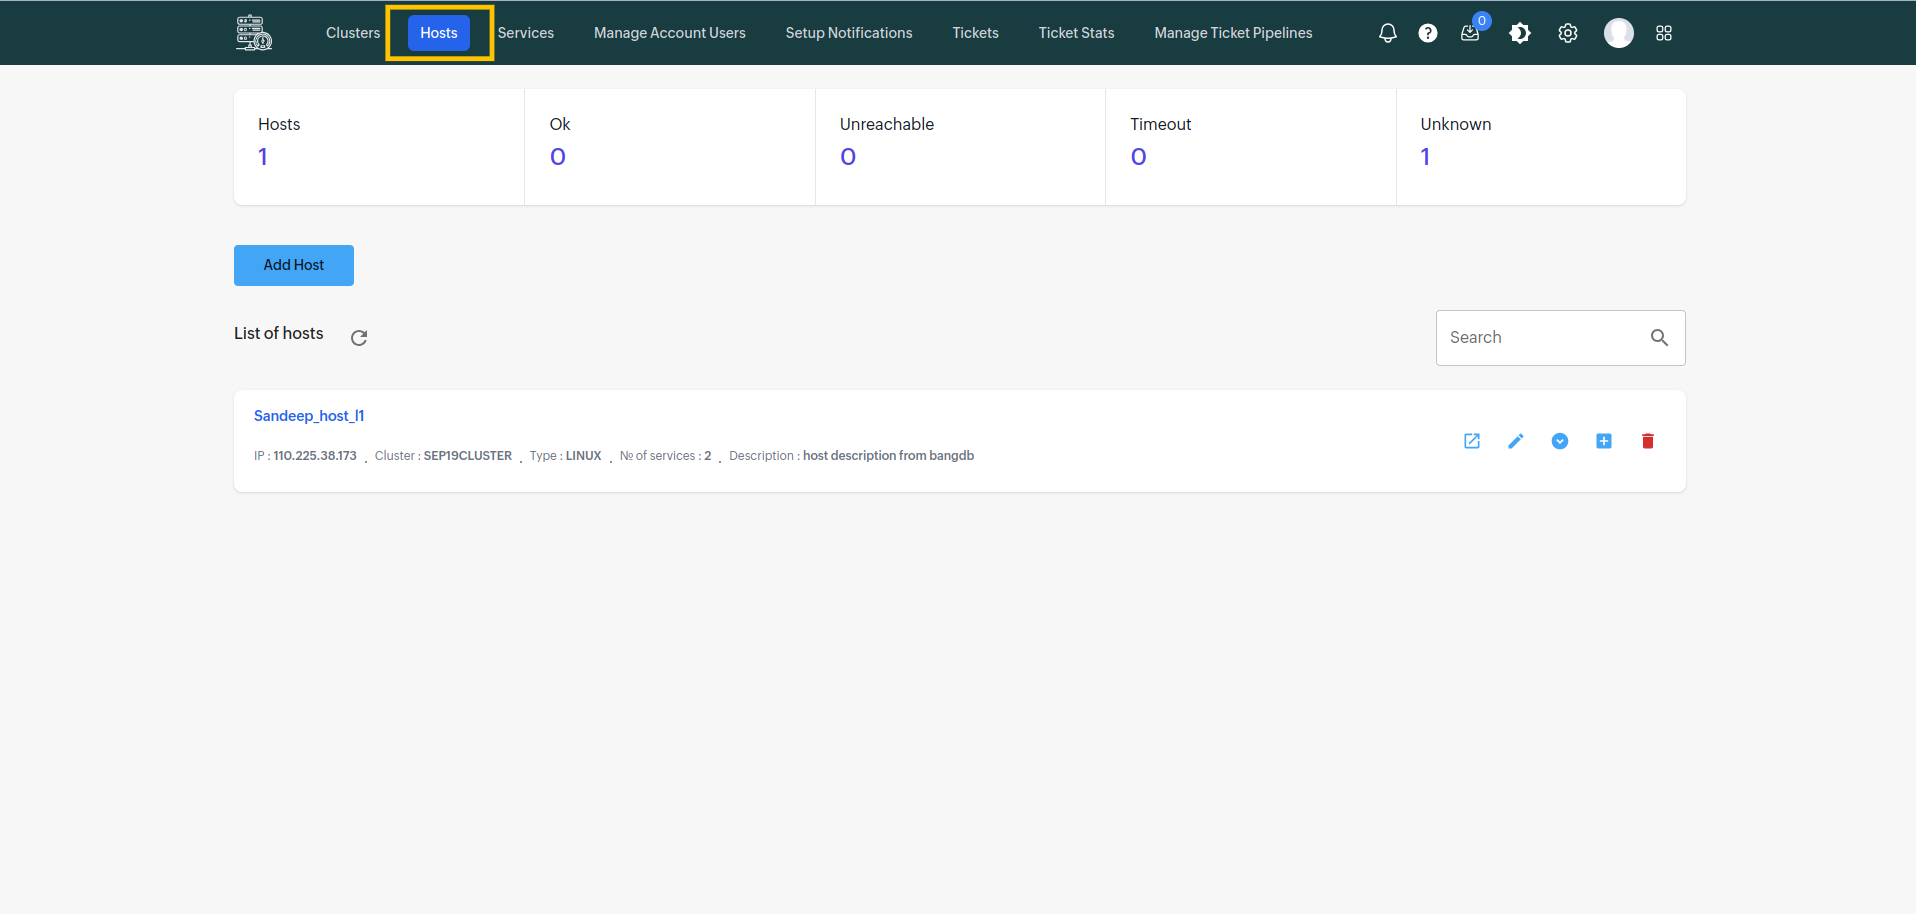 Clusters Hosts Services Manage Account Users Setup Notifications Tickets Ticket Stats Manage Ticket Pipelines ? 0
Hosts Ok Unreachable Timeout Unknown
1 0 0 0 1
Add Host
List of hosts
Search
Sandeep_host_l1
IP : 110.225.38.173 . Cluster : SEP19CLUSTER . Type : LINUX . № of services : 2 . Description : host description from bangdb